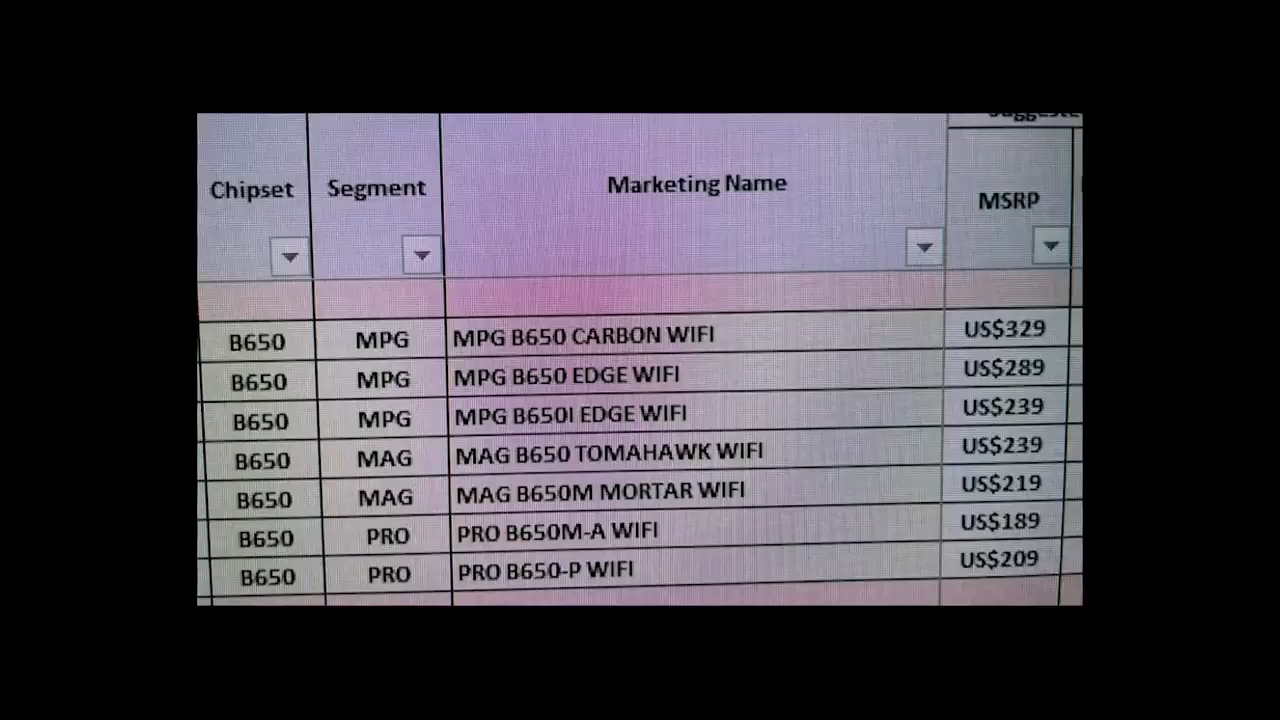 Suggeste
Chipset Segment Marketing Name MSRP
B650 MPG MPG B650 CARBON WIFI US$329
B650 MPG MPG B650 EDGE WIFI US$289
B650 MPG MPG B650I EDGE WIFI US$239
B650 MAG MAG B650 TOMAHAWK WIFI US$239
B650 MAG MAG B650M MORTAR WIFI US$219
B650 PRO PRO B650M-A WIFI US$189
B650 PRO PRO B650-P WIFI US$209